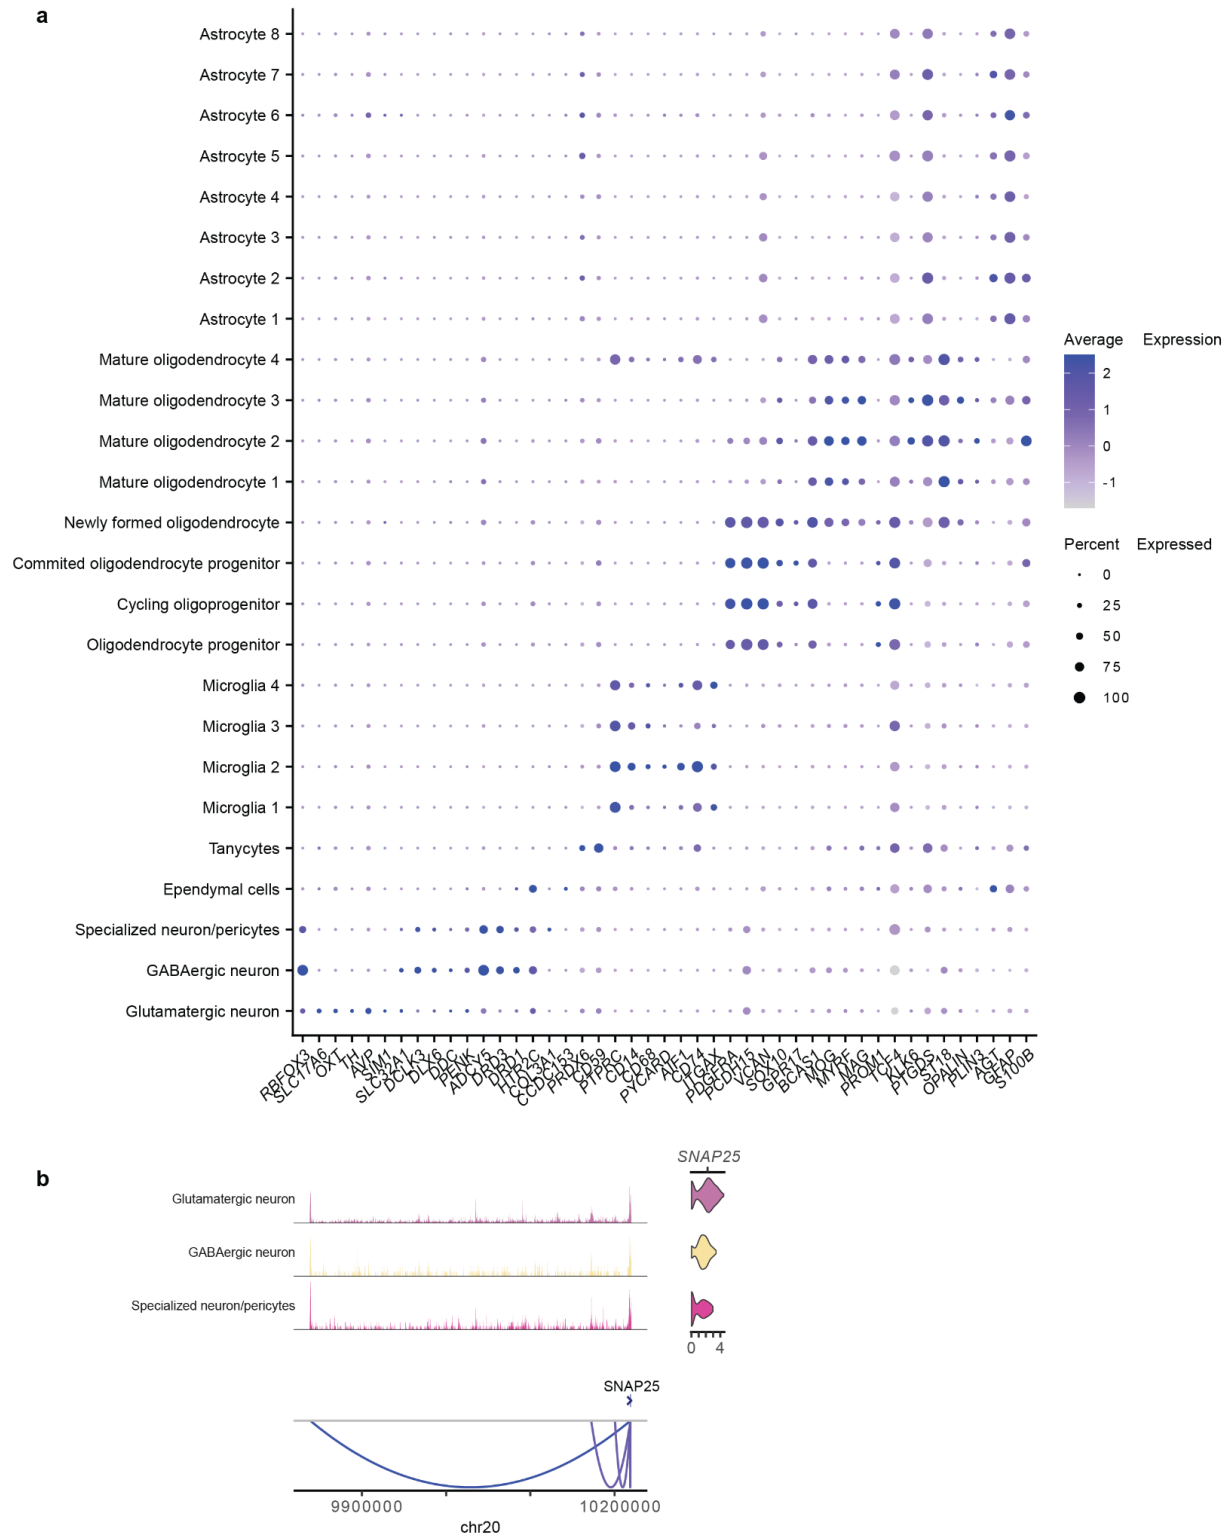 a
Astrocyte 8
Astrocyte 7
Astrocyte 6
Astrocyte 5
Astrocyte 4
Astrocyte 3
Astrocyte 2
Astrocyte 1
Mature oligodendrocyte 4
Mature oligodendrocyte 3
Mature oligodendrocyte 2
Mature oligodendrocyte 1
Newly formed oligodendrocyte
Commited oligodendrocyte progenitor
Cycling oligoprogenitor
Oligodendrocyte progenitor
Microglia 4
Microglia 3
Microglia 2
Microglia 1
Tanycytes
Ependymal cells
Specialized neuron/pericytes
GABAergic neuron
Glutamatergic neuron
Average Expression
2
1
0
-1
Percent Expressed
0
25
50
75
100
RBFOX3
SLC17A6
OXT
TH
AVP
SIM1
SLC32A1
DCLK3
DLX6
DDC
PENK
ADCY5
DRD3
DRD1
HTR2C
COL3A1
CCDC153
PRDX6
CD59
PTPRC
CD14
CD68
PYCARD
AIF1
CD74
ITGAX
PDGFRA
PCDH15
VCAN
SOX10
GPR17
BCAS1
MOG
MYRF
MAG
PROM1
TCF4
KLK6
PTGDS
ST18
OPALIN
PLIN3
AGT
GFAP
S100B
b
SNAP25
Glutamatergic neuron
GABAergic neuron
Specialized neuron/pericytes
0 4
SNAP25
9900000 10200000
chr20